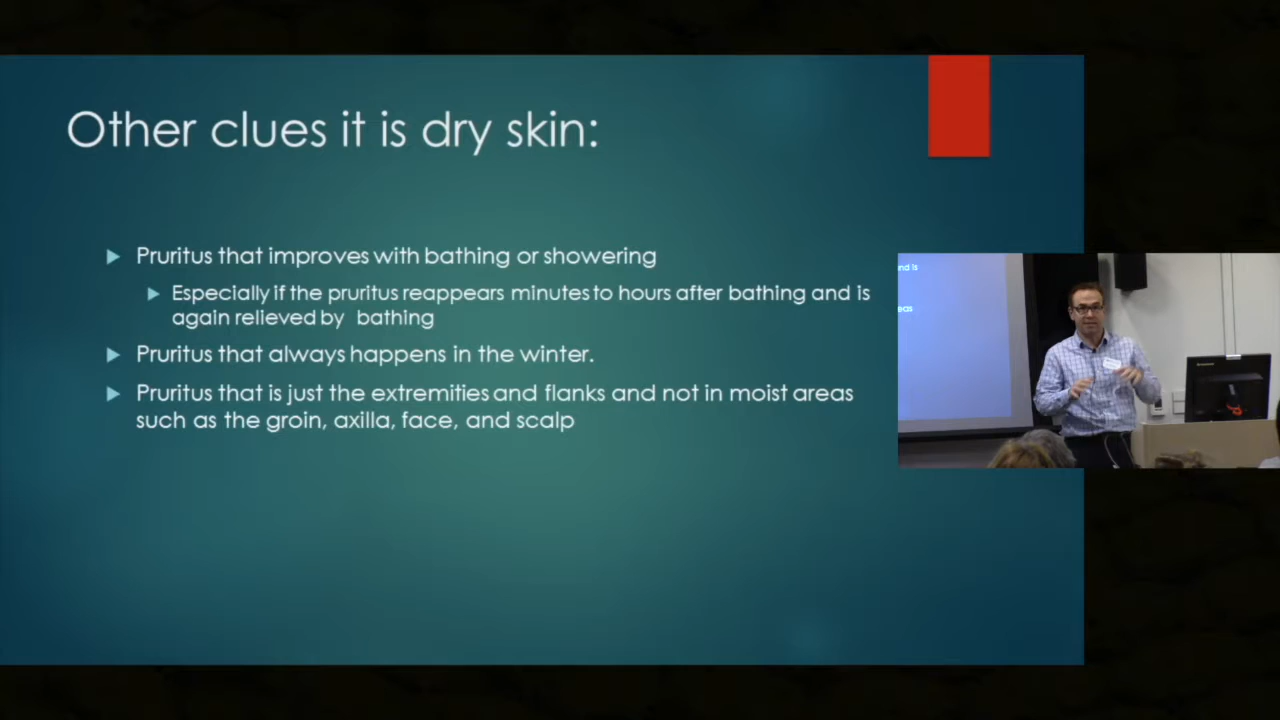 Other clues it is dry skin:
Pruritus that improves with bathing or showering
Especially if the pruritus reappears minutes to hours after bathing and is
again relieved by bathing
Pruritus that always happens in the winter.
Pruritus that is just the extremities and flanks and not in moist areas
such as the groin, axilla, face, and scalp
nd is
eas